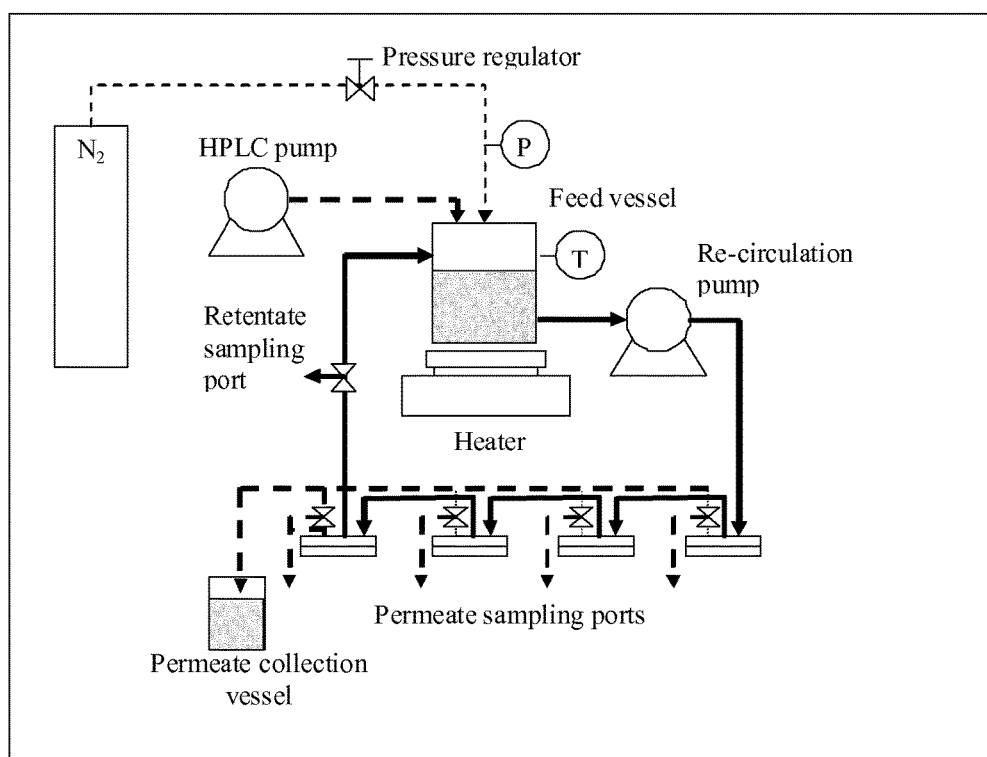 Pressure regulator
N2
HPLC pump
P
Feed vessel
T
Re-circulation
pump
Retentate
sampling
port
Heater
Permeate sampling ports
Permeate collection
vessel